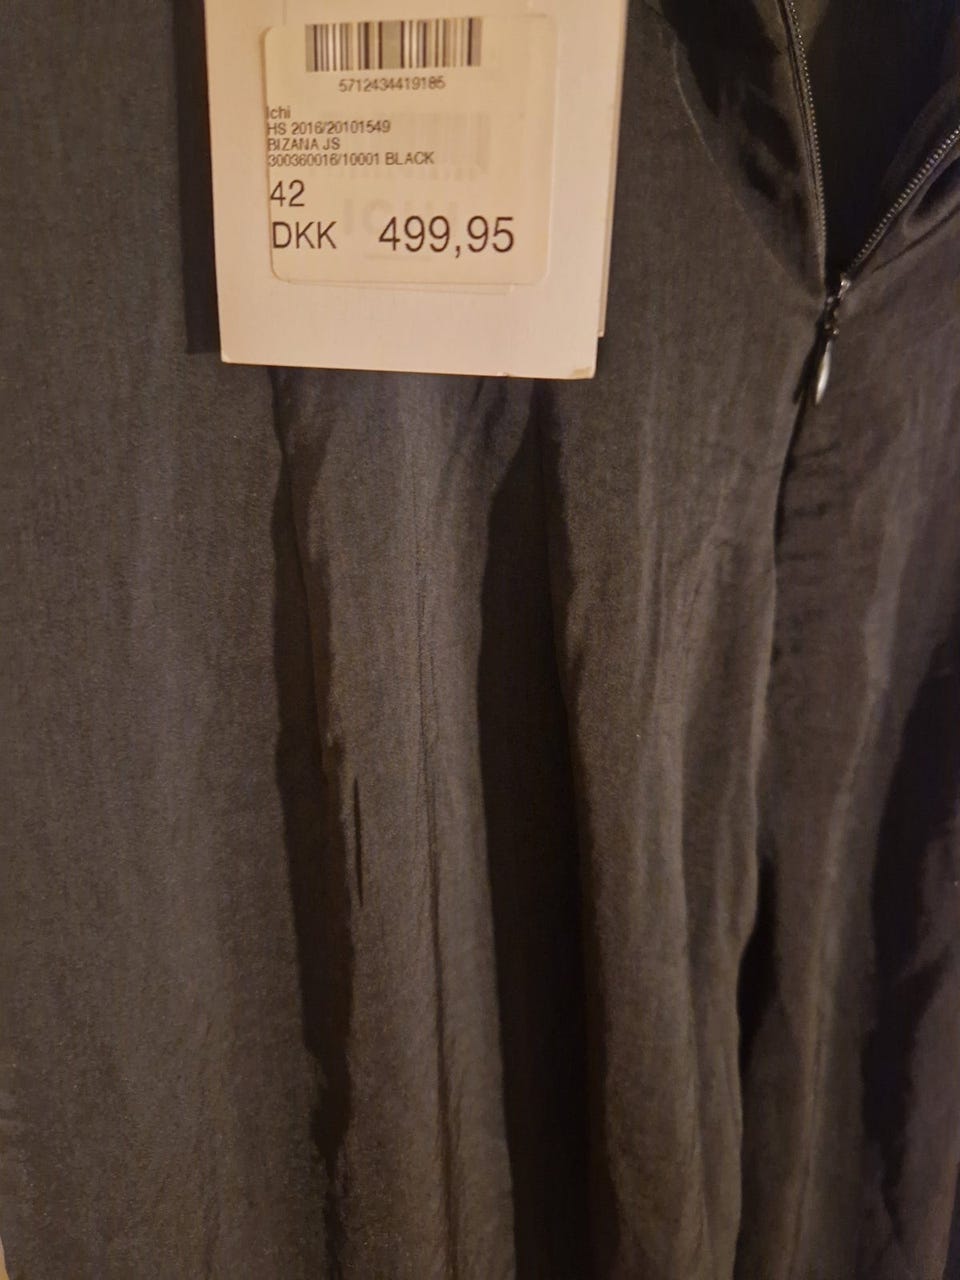 5712434419185
Ichi
HS 2016/20101549
BIZANA JS
300360016/10001 BLACK
42
DKK 499,95